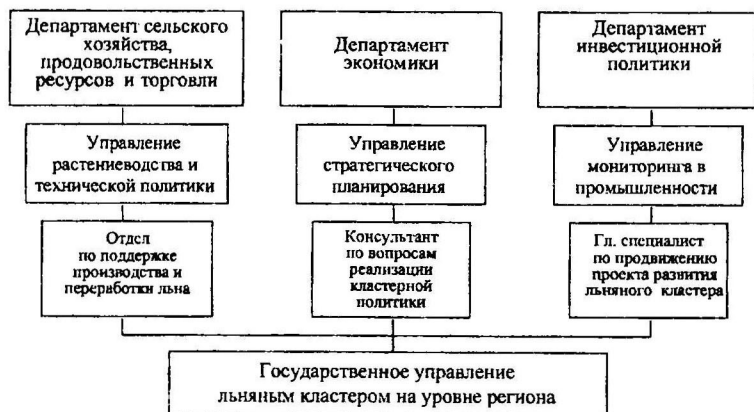 Департамент сельского
хозяйства,
продовольственных
ресурсов и торговли
Департамент
экономики
Департамент
инвестиционной
политики
Управление
растениеводства и
технической политики
Управление
стратегического
планирования
Управление
мониторинга в
промышленности
Отдел
по поддержке
производства и
переработки льна
Консультант
по вопросам
реализации
кластерной
политики
Гл. специалист
по продвижению
проекта развития
льняного кластера
Государственное управление
льняным кластером на уровне региона